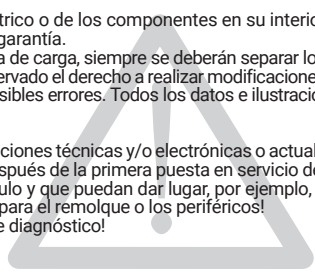 trico o de los componentes en su interio
garantía.
a de carga, siempre se deberán separar lo
ervado el derecho a realizar modificacione
sibles errores. Todos los datos e ilustracio
ciones técnicas y/o electrónicas o actual
spués de la primera puesta en servicio de
ulo y que puedan dar lugar, por ejemplo,
para el remolque o los periféricos!
e diagnóstico!